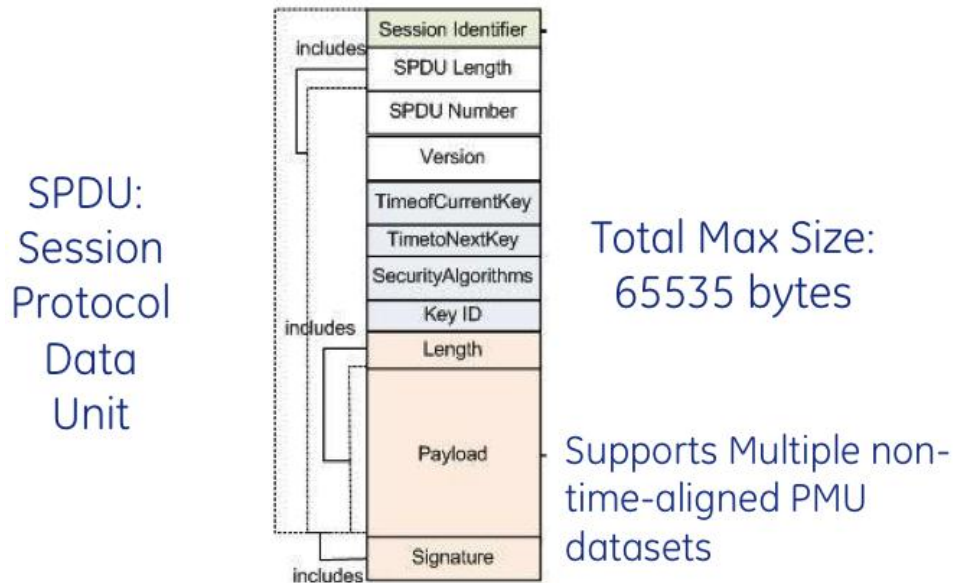 SPDU:
Session
Protocol
Data
Unit
includes
includes
includes
Session Identifier
SPDU Length
SPDU Number
Version
TimeofCurrentKey
TimetoNextKey
SecurityAlgorithms
Key ID
Length
Payload
Signature
Total Max Size:
65535 bytes
Supports Multiple non-
time-aligned PMU
datasets